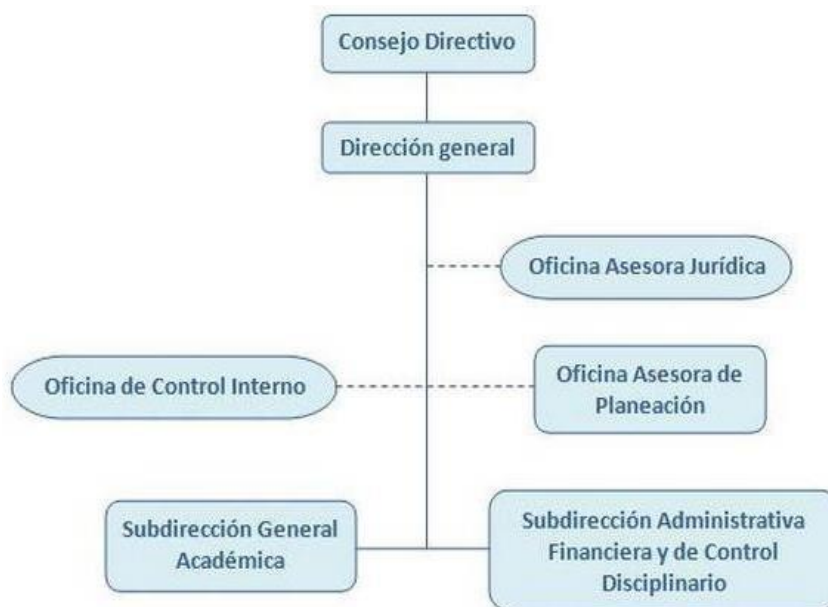 Consejo Directivo
Dirección general
Oficina Asesora Jurídica
Oficina de Control Interno
Oficina Asesora de
Planeación
Subdirección General
Académica
Subdirección Administrativa
Financiera y de Control
Disciplinario